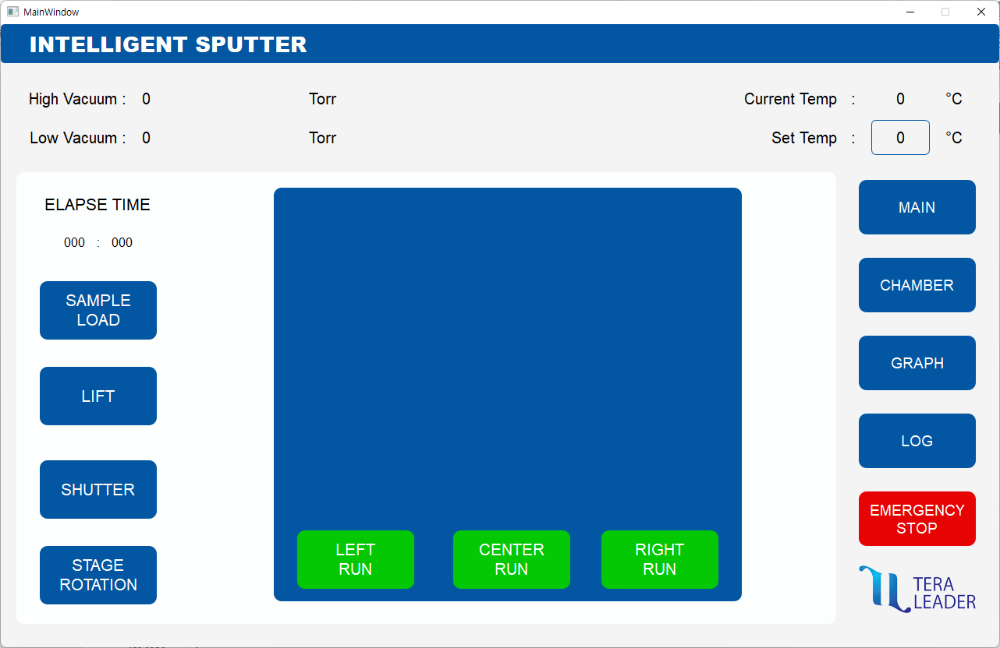 MainWindow
INTELLIGENT SPUTTER
High Vacuum : 0 Torr
Current Temp : 0 °C
Low Vacuum : 0 Torr
Set Temp : 0 °C
ELAPSE TIME
000 : 000
SAMPLE
LOAD
LIFT
SHUTTER
STAGE
ROTATION
LEFT
RUN
CENTER
RUN
RIGHT
RUN
MAIN
CHAMBER
GRAPH
LOG
EMERGENCY
STOP
TERA
LEADER